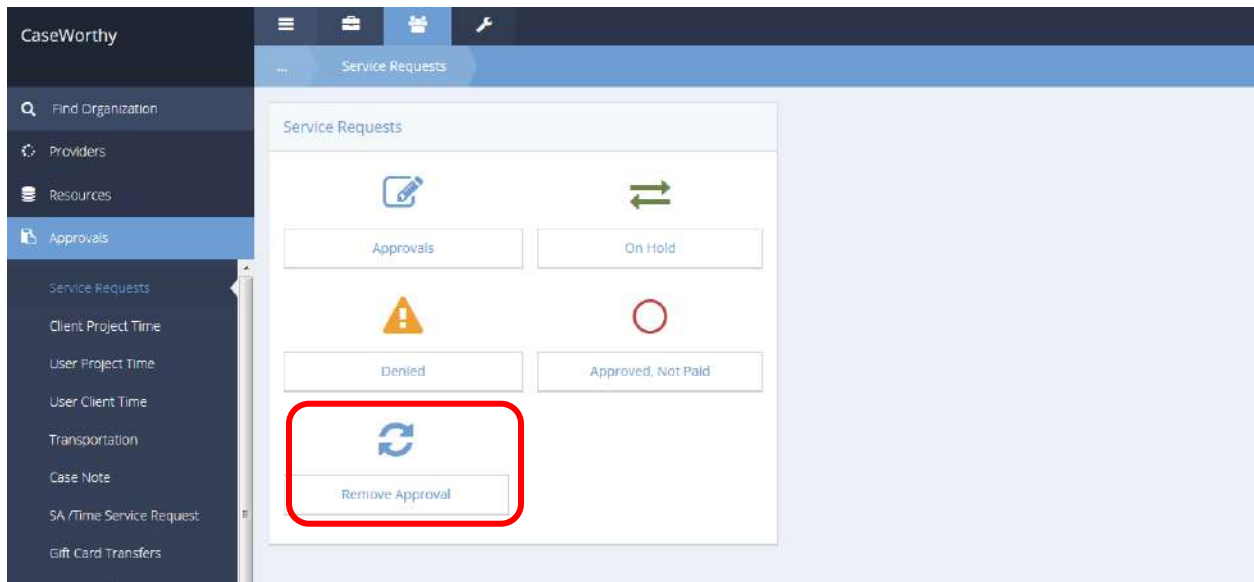 CaseWorthy
... Service Requests
Find Organization
Providers
Resources
Approvals
Service Requests
Client Project Time
User Project Time
User Client Time
Transportation
Case Note
SA /Time Service Request
Gift Card Transfers
Service Requests
Approvals
On Hold
Denied
Approved, Not Paid
Remove Approval